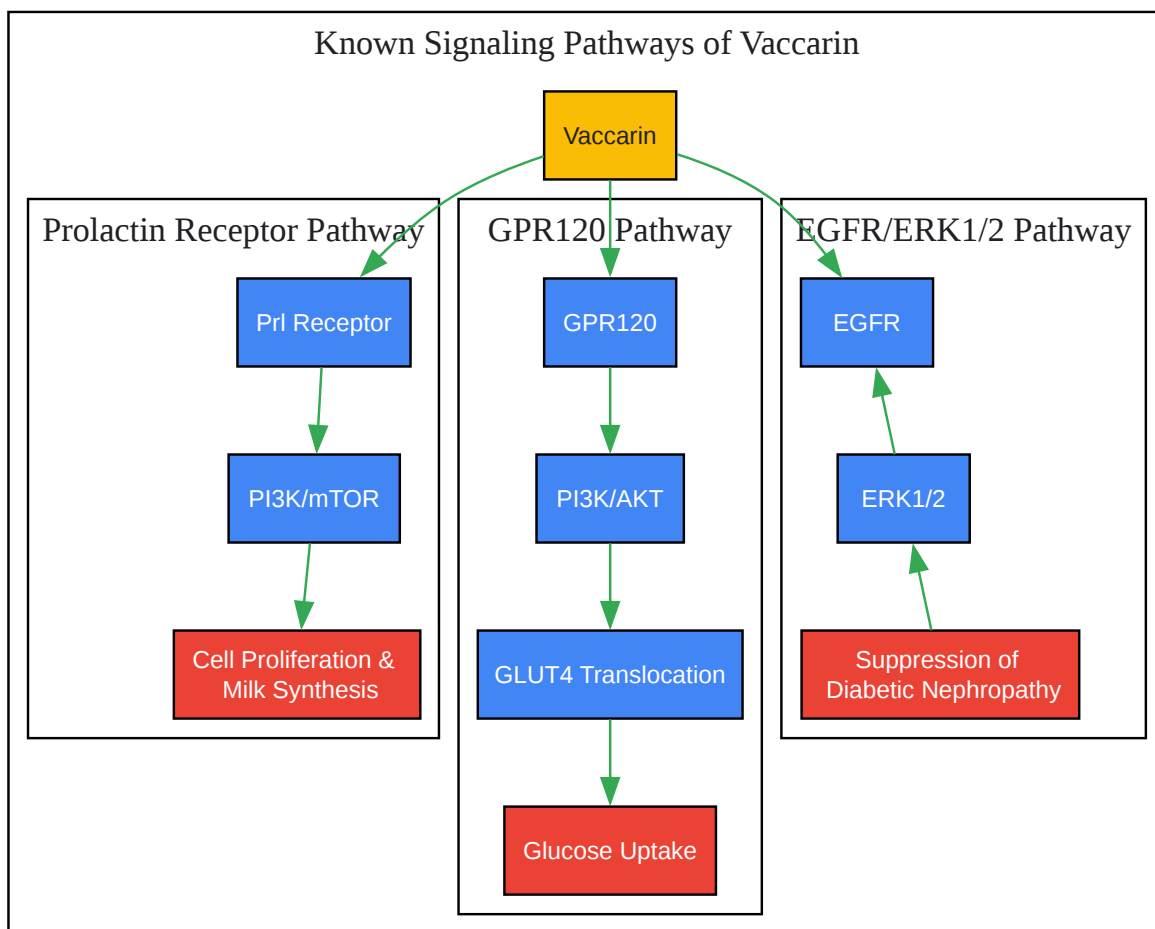 Known Signaling Pathways of Vaccarin
Vaccarin
Prolactin Receptor Pathway
Prl Receptor
PI3K/mTOR
Cell Proliferation &
Milk Synthesis
GPR120 Pathway
GPR120
PI3K/AKT
GLUT4 Translocation
Glucose Uptake
EGFR/ERK1/2 Pathway
EGFR
ERK1/2
Suppression of
Diabetic Nephropathy